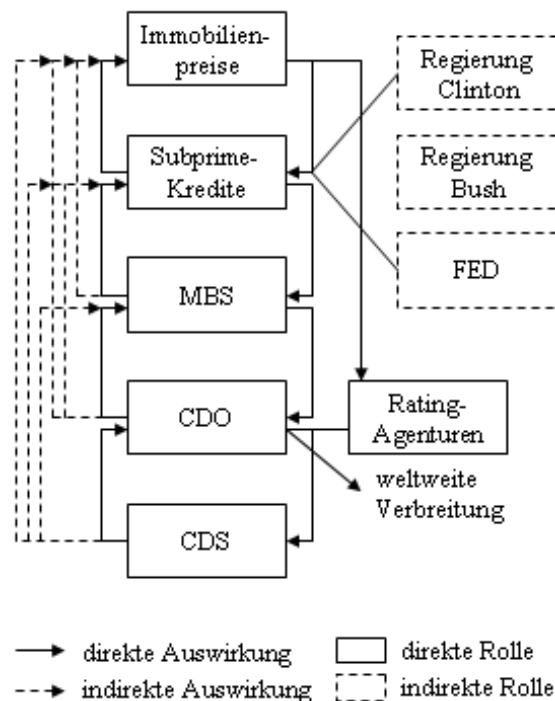 Immobilien-
preise
Regierung
Clinton
Subprime-
Kredite
Regierung
Bush
MBS
FED
CDO
Rating-
Agenturen
weltweite
Verbreitung
CDS
direkte Auswirkung
direkte Rolle
indirekte Auswirkung
indirekte Rolle